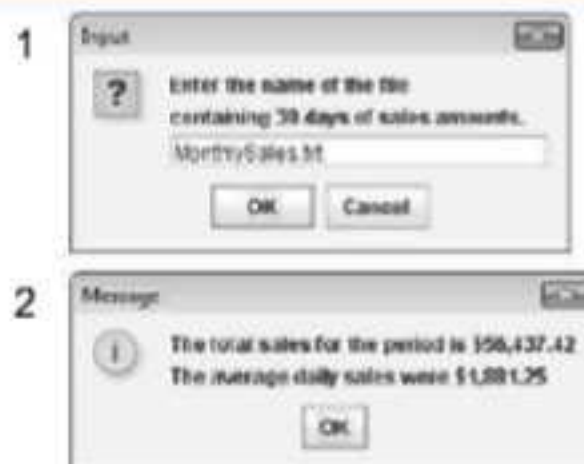 1
Input
?
Enter the name of the file
containing 30 days of sales amounts.
MonthlySales.txt
OK Cancel
2
Message
i
The total sales for the period is $56,437.42
The average daily sales were $1,881.25
OK